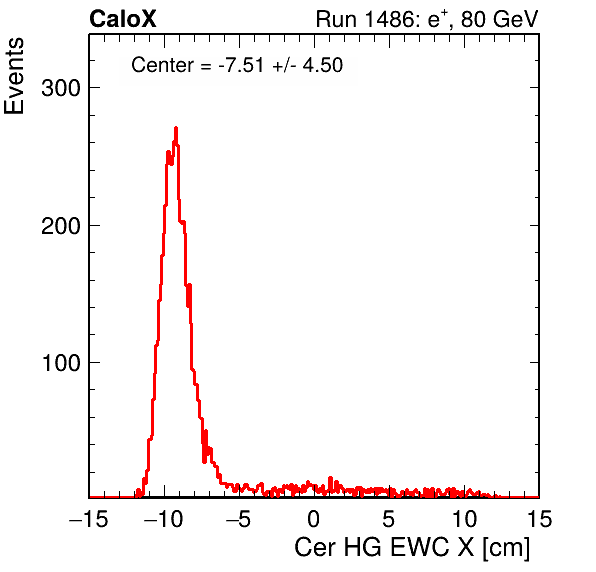 CaloX Run 1486: e⁺, 80 GeV
Center = -7.51 +/- 4.50
Events
300
200
100
−15 −10 −5 0 5 10 15
Cer HG EWC X [cm]